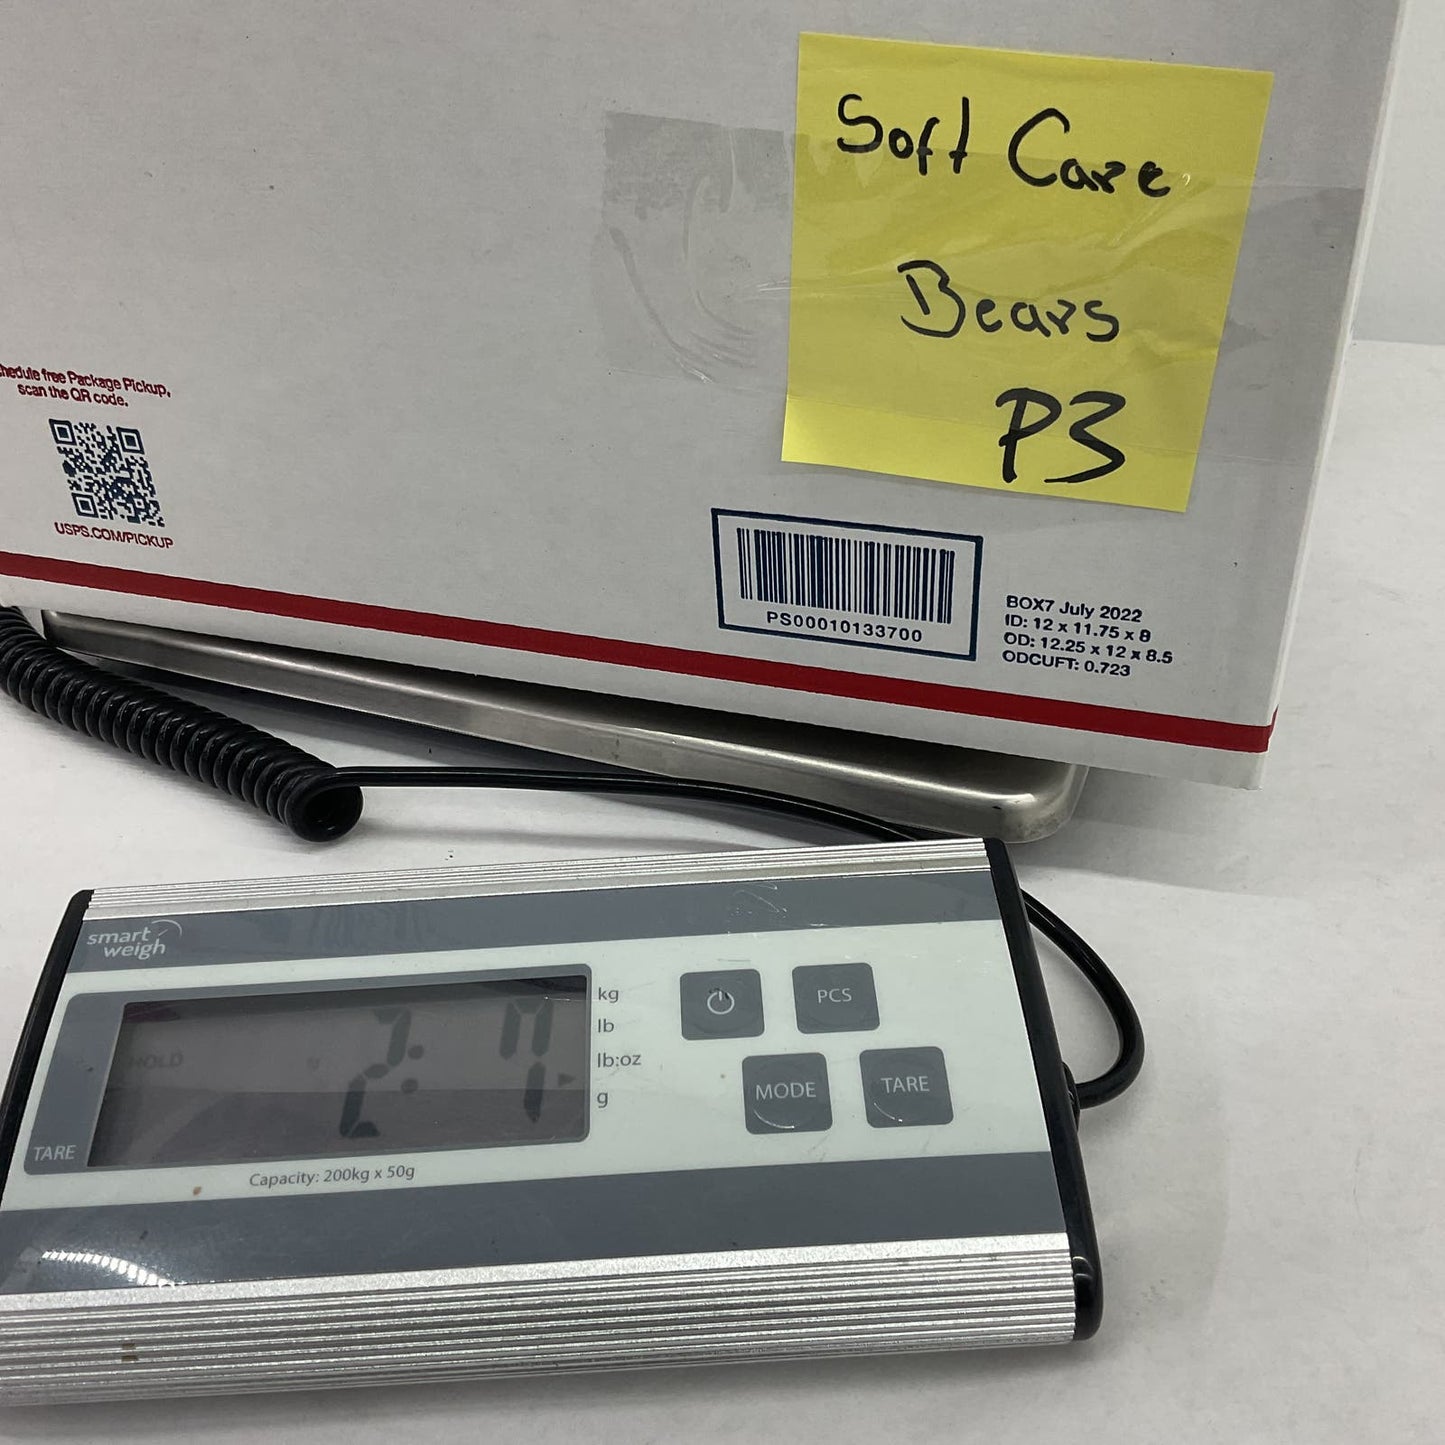 Soft Care
Bears
P3
hedule free Package Pickup,
scan the QR code.
USPS.COM/PICKUP
PS00010133700
BOX7 July 2022
ID: 12 x 11.75 x 8
OD: 12.25 x 12 x 8.5
ODCUFT: 0.723
smart
weigh
HOLD
2: 7
kg
lb
lb:oz
g
TARE
Capacity: 200kg x 50g
PCS
MODE
TARE